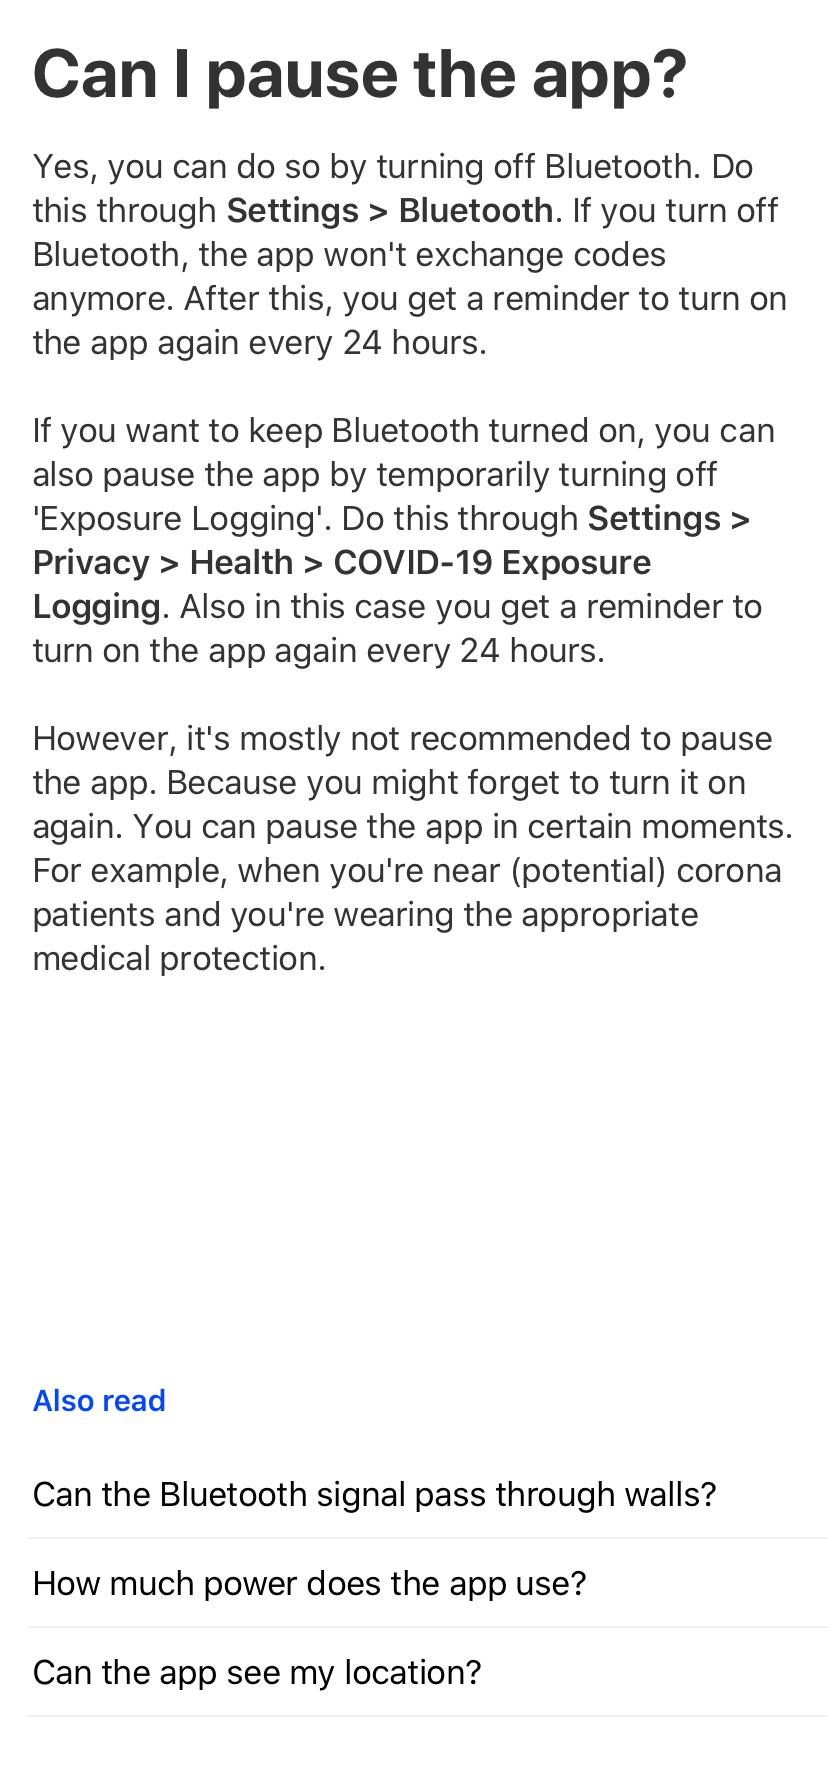 Can I pause the app?
Yes, you can do so by turning off Bluetooth. Do
this through Settings > Bluetooth. If you turn off
Bluetooth, the app won't exchange codes
anymore. After this, you get a reminder to turn on
the app again every 24 hours.
If you want to keep Bluetooth turned on, you can
also pause the app by temporarily turning off
'Exposure Logging'. Do this through Settings >
Privacy > Health > COVID-19 Exposure
Logging. Also in this case you get a reminder to
turn on the app again every 24 hours.
However, it's mostly not recommended to pause
the app. Because you might forget to turn it on
again. You can pause the app in certain moments.
For example, when you're near (potential) corona
patients and you're wearing the appropriate
medical protection.
Also read
Can the Bluetooth signal pass through walls?
How much power does the app use?
Can the app see my location?